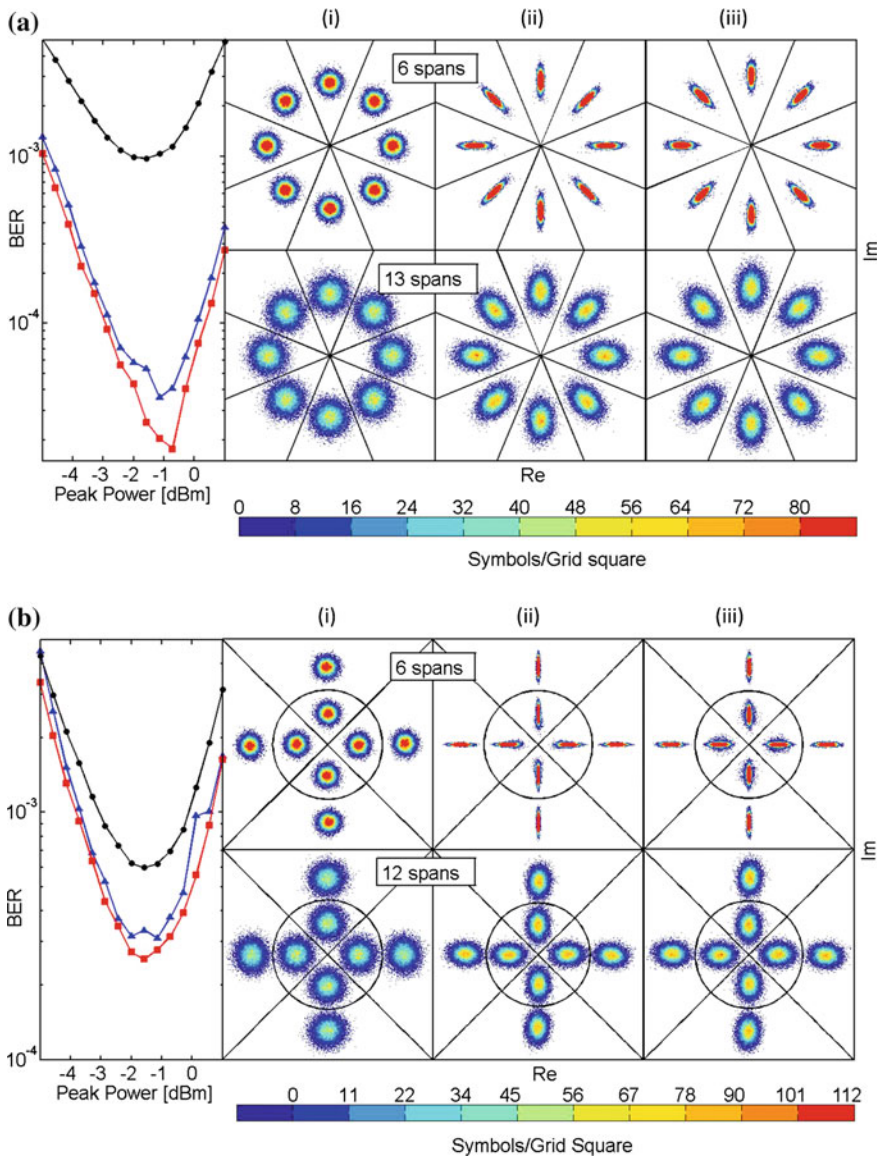 (a)
(i) (ii) (iii)
6 spans
10-3
BER
Im
13 spans
10-4
-4 -3 -2 -1 0
Peak Power [dBm]
Re
0 8 16 24 32 40 48 56 64 72 80
Symbols/Grid square
(b)
(i) (ii) (iii)
6 spans
10-3
BER
Im
12 spans
10-4
-4 -3 -2 -1 0
Peak Power [dBm]
Re
0 11 22 34 45 56 67 78 90 101 112
Symbols/Grid Square